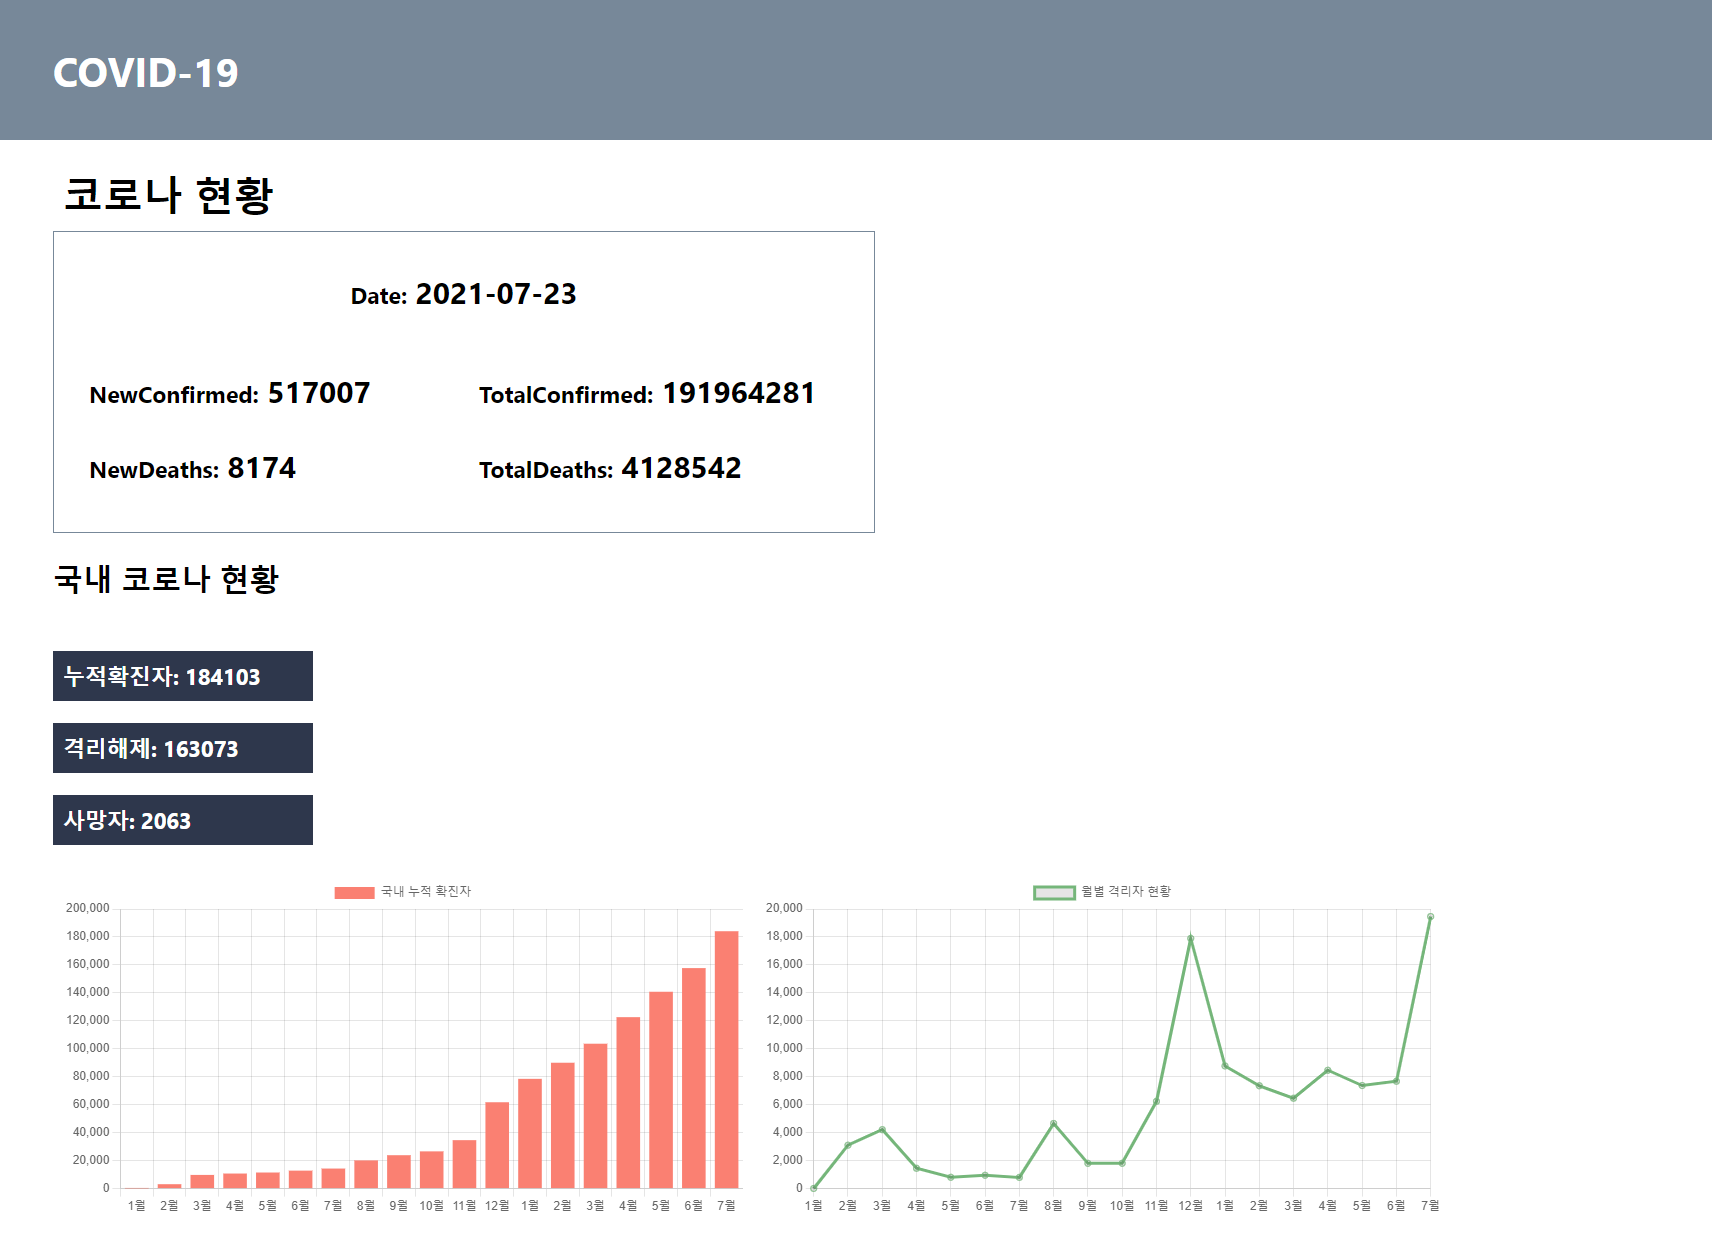 COVID-19
코로나 현황
Date: 2021-07-23
NewConfirmed: 517007 TotalConfirmed: 191964281
NewDeaths: 8174 TotalDeaths: 4128542
국내 코로나 현황
누적확진자: 184103
격리해제: 163073
사망자: 2063
국내 누적 확진자
200,000
180,000
160,000
140,000
120,000
100,000
80,000
60,000
40,000
20,000
0
1월 2월 3월 4월 5월 6월 7월 8월 9월 10월 11월 12월 1월 2월 3월 4월 5월 6월 7월
월별 격리자 현황
20,000
18,000
16,000
14,000
12,000
10,000
8,000
6,000
4,000
2,000
0
1월 2월 3월 4월 5월 6월 7월 8월 9월 10월 11월 12월 1월 2월 3월 4월 5월 6월 7월